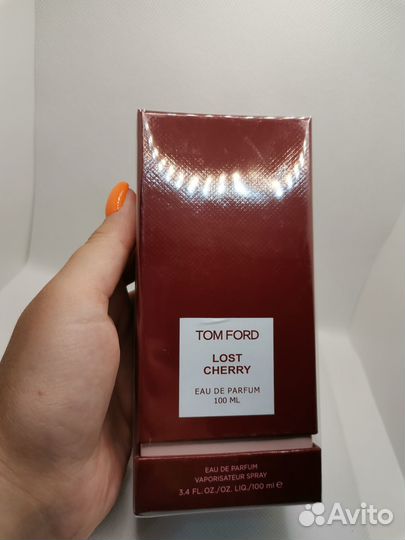 TOM FORD
LOST
CHERRY
EAU DE PARFUM
100 ML
EAU DE PARFUM
VAPORISATEUR SPRAY
3.4 FL.OZ./OZ. LIQ./100 ml ℮
Avito